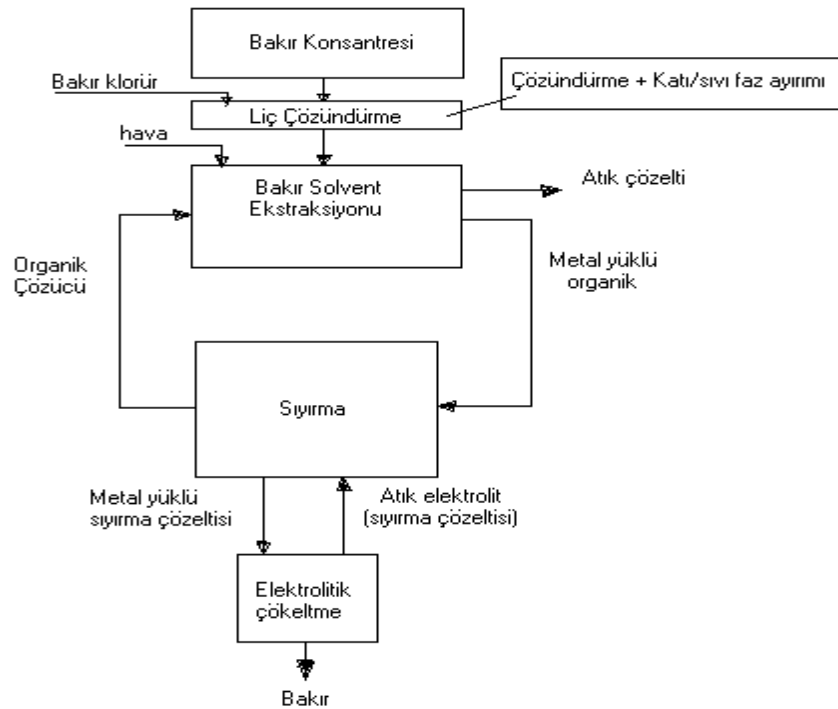 Bakır Konsantresi
Bakır klorür
Çözündürme + Katı/sıvı faz ayırımı
Liç Çözündürme
hava
Bakır Solvent
Ekstraksiyonu
Atık çözelti
Organik
Çözücü
Metal yüklü
organik
Sıyırma
Metal yüklü
sıyırma çözeltisi
Atık elektrolit
(sıyırma çözeltisi)
Elektrolitik
çökeltme
Bakır